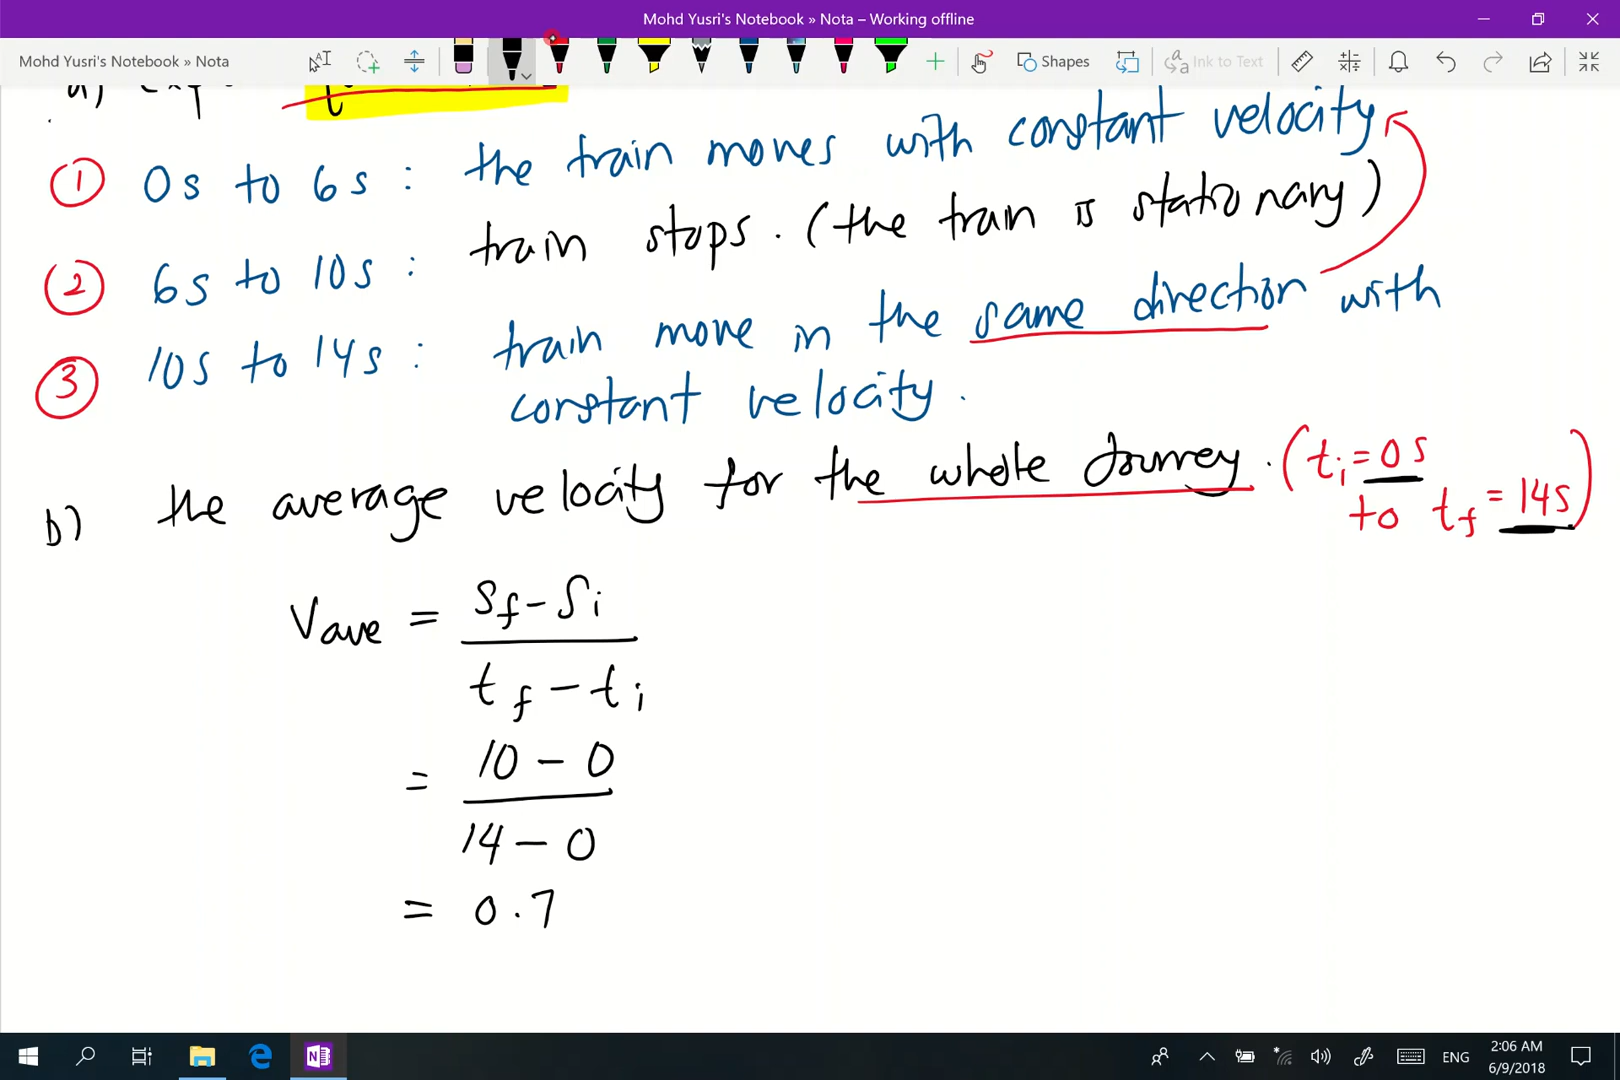 Mohd Yusri's Notebook » Nota – Working offline
Mohd Yusri's Notebook » Nota
Shapes
Ink to Text
① 0s to 6s : the train moves with constant velocity
② 6s to 10s : train stops. (the train is stationary)
③ 10s to 14s : train move in the same direction with
constant velocity.
b) the average velocity for the whole Journey. (ti = 0s
to tf = 14s)
Vave = Sf - Si
tf - ti
= 10 - 0
14 - 0
= 0.7
ENG
2:06 AM
6/9/2018